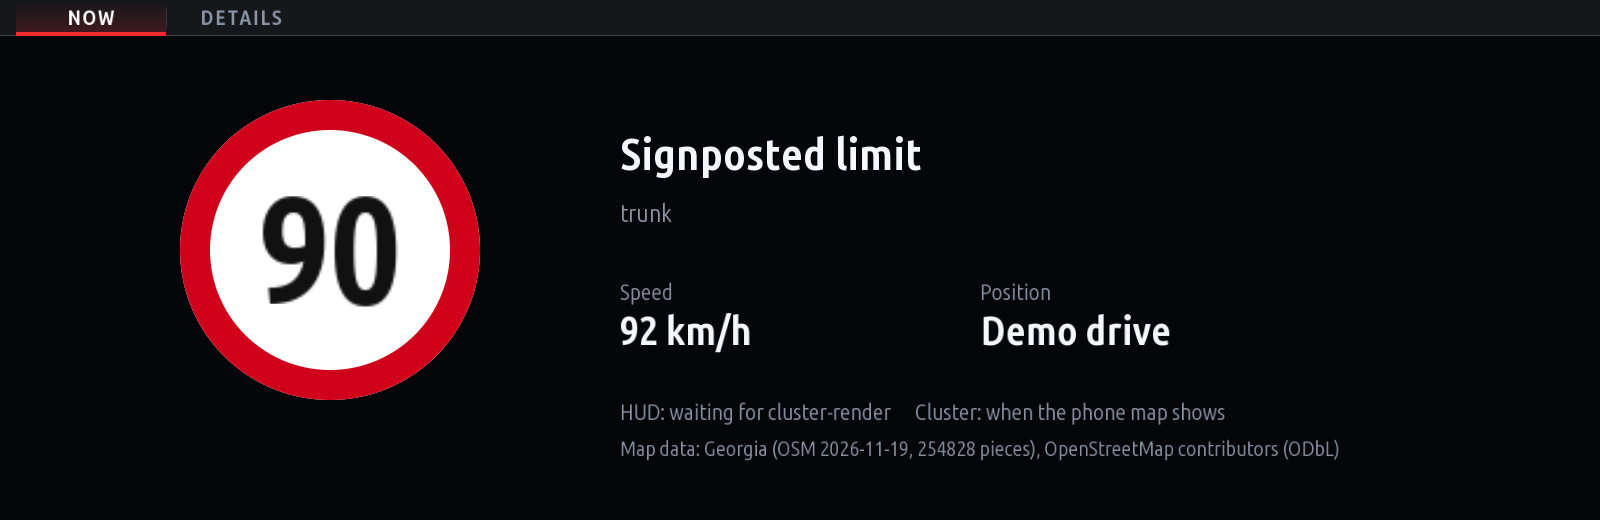 NOW DETAILS
90
Signposted limit
trunk
Speed Position
92 km/h Demo drive
HUD: waiting for cluster-render Cluster: when the phone map shows
Map data: Georgia (OSM 2026-11-19, 254828 pieces), OpenStreetMap contributors (ODbL)